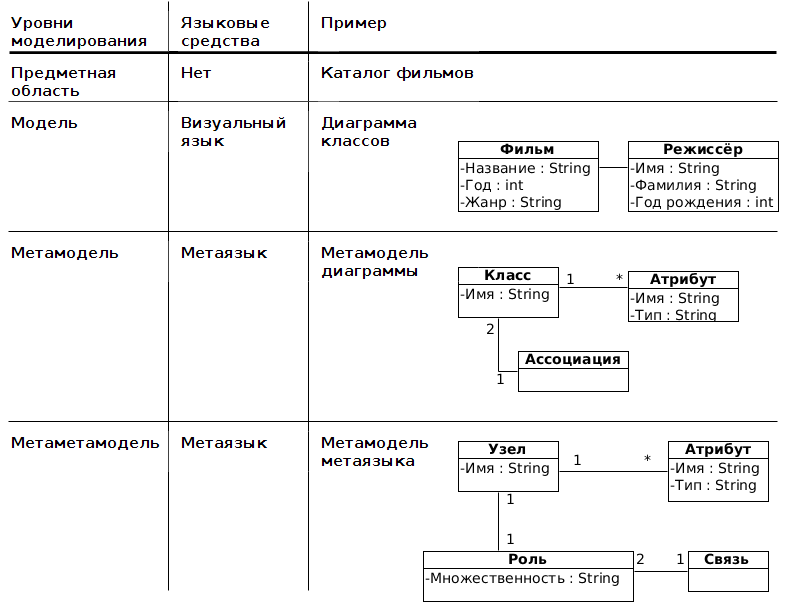 Уровни моделирования
Языковые средства
Пример
Предметная область
Нет
Каталог фильмов
Модель
Визуальный язык
Диаграмма классов
Фильм
-Название : String
-Год : int
-Жанр : String
Режиссёр
-Имя : String
-Фамилия : String
-Год рождения : int
Метамодель
Метаязык
Метамодель диаграммы
Класс
-Имя : String
1
*
Атрибут
-Имя : String
-Тип : String
2
1
Ассоциация
Метаметамодель
Метаязык
Метамодель метаязыка
Узел
-Имя : String
1
*
Атрибут
-Имя : String
-Тип : String
1
1
Роль
-Множественность : String
2
1
Связь